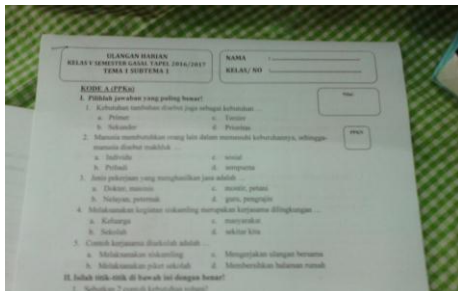 ULANGAN HARIAN
KELAS V SEMESTER GASAL TAPEL 2016/2017
TEMA 1 SUBTEMA 1
NAMA :
KELAS/ NO :
KODE A (PPKn)
I. Pilihlah jawaban yang paling benar!
1. Kebutuhan tambahan disebut juga sebagai kebutuhan ...
a. Primer c. Tersier
b. Sekunder d. Prioritas
2. Manusia membutuhkan orang lain dalam memenuhi kebutuhannya, sehingga
manusia disebut makhluk ...
a. Individu c. sosial
b. Pribadi d. sempurna
3. Jenis pekerjaan yang menghasilkan jasa adalah ...
a. Dokter, masinis c. montir, petani
b. Nelayan, peternak d. guru, pengrajin
4. Melaksanakan kegiatan siskamling merupakan kerjasama dilingkungan ...
a. Keluarga c. masyarakat
b. Sekolah d. sekitar kita
5. Contoh kerjasama disekolah adalah ...
a. Melaksanakan siskamling c. Mengerjakan ulangan bersama
b. Melaksanakan piket sekolah d. Membersihkan halaman rumah
II. Isilah titik-titik di bawah ini dengan benar!
1. Sebutkan 2 contoh kebutuhan